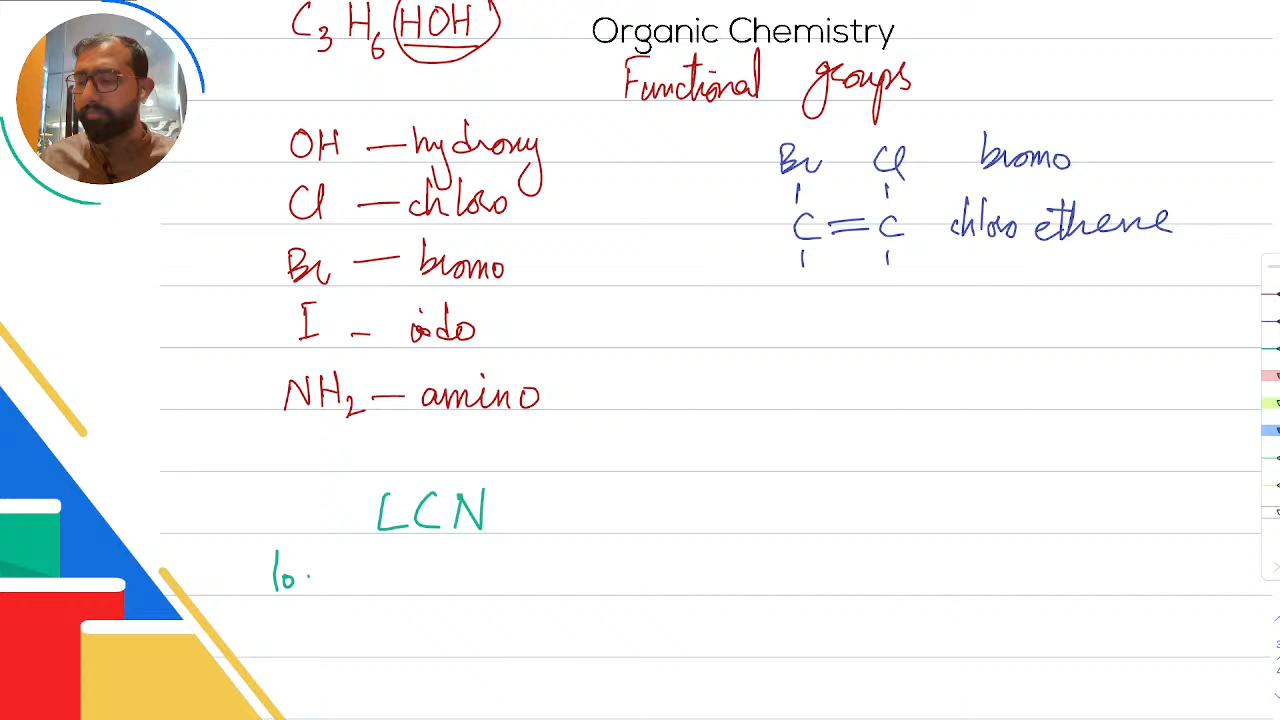 C3H6(HOH)
Organic Chemistry
Functional groups
OH — hydroxy
Cl — chloro
Br — bromo
I – iodo
NH2 — amino
Br Cl bromo
C = C chloro ethene
LCN
lo.